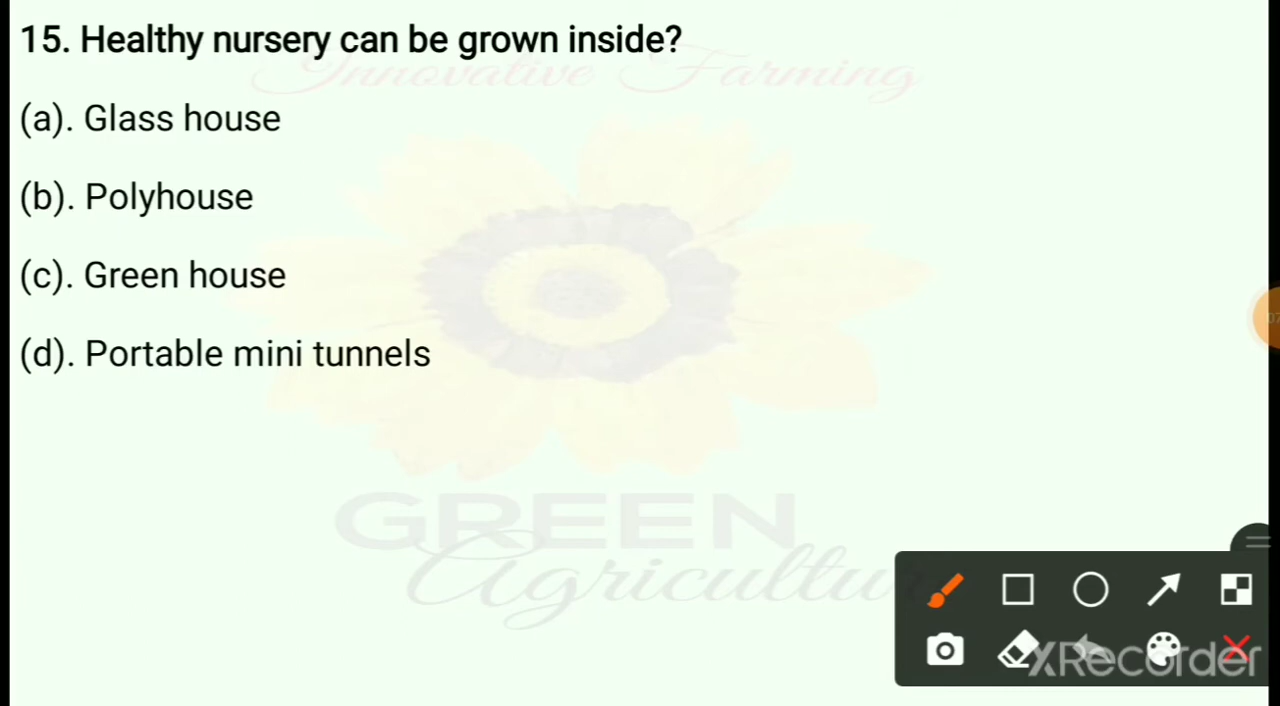 15. Healthy nursery can be grown inside?
Innovative Farming
(a). Glass house
(b). Polyhouse
(c). Green house
(d). Portable mini tunnels
GREEN
XRecorder